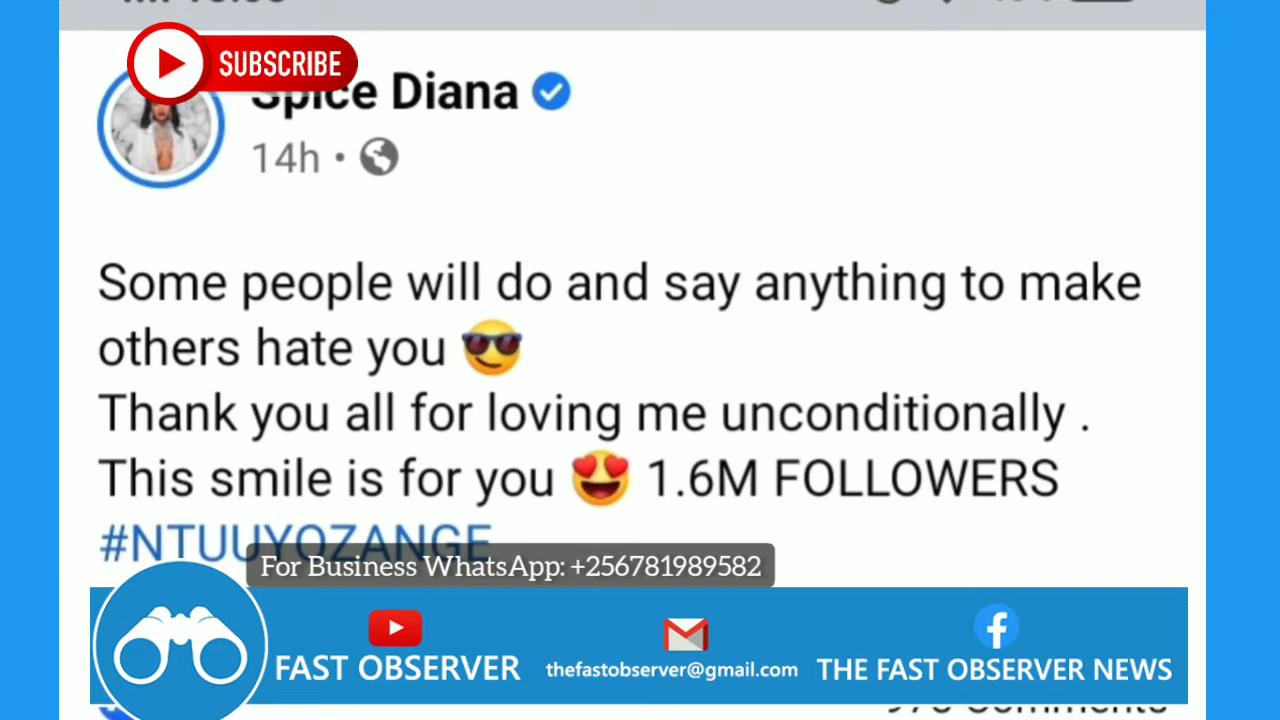 SUBSCRIBE
Spice Diana
14h •
Some people will do and say anything to make
others hate you 😎
Thank you all for loving me unconditionally .
This smile is for you 😍 1.6M FOLLOWERS
#NTUUYOZANGE
For Business WhatsApp: +256781989582
FAST OBSERVER
thefastobserver@gmail.com
THE FAST OBSERVER NEWS